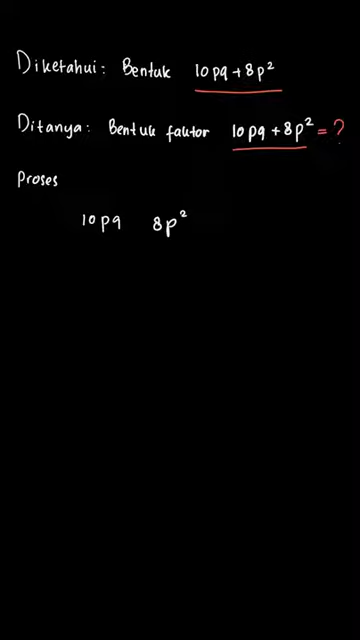 Diketahui: Bentuk 10pq + 8p²
Ditanya: Bentuk faktor 10pq + 8p² = ?
Proses
10pq 8p²